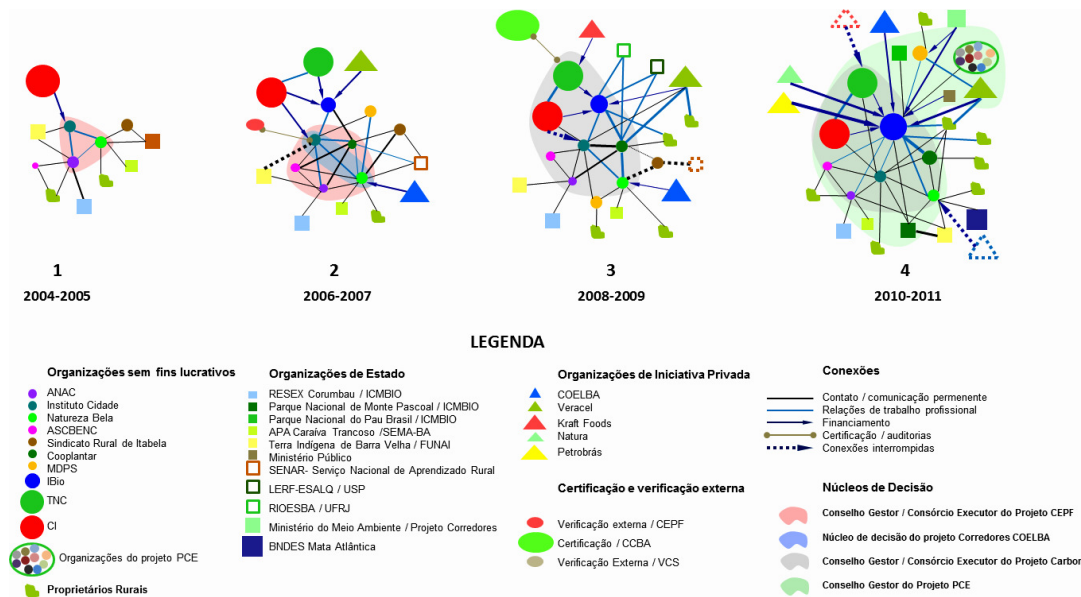 1
2004-2005
2
2006-2007
3
2008-2009
4
2010-2011
LEGENDA
Organizações sem fins lucrativos
ANAC
Instituto Cidade
Natureza Bela
ASCBENC
Sindicato Rural de Itabela
Cooplantar
MDPS
IBio
TNC
CI
Organizações do projeto PCE
Proprietários Rurais
Organizações de Estado
RESEX Corumbau / ICMBIO
Parque Nacional de Monte Pascoal / ICMBIO
Parque Nacional do Pau Brasil / ICMBIO
APA Caraíva Trancoso /SEMA-BA
Terra Indígena de Barra Velha / FUNAI
Ministério Público
SENAR- Serviço Nacional de Aprendizado Rural
LERF-ESALQ / USP
RIOESBA / UFRJ
Ministério do Meio Ambiente / Projeto Corredores
BNDES Mata Atlântica
Organizações de Iniciativa Privada
COELBA
Veracel
Kraft Foods
Natura
Petrobrás
Certificação e verificação externa
Verificação externa / CEPF
Certificação / CCBA
Verificação Externa / VCS
Conexões
Contato / comunicação permanente
Relações de trabalho profissional
Financiamento
Certificação / auditorias
Conexões interrompidas
Núcleos de Decisão
Conselho Gestor / Consórcio Executor do Projeto CEPF
Núcleo de decisão do projeto Corredores COELBA
Conselho Gestor / Consórcio Executor do Projeto Carbon
Conselho Gestor do Projeto PCE